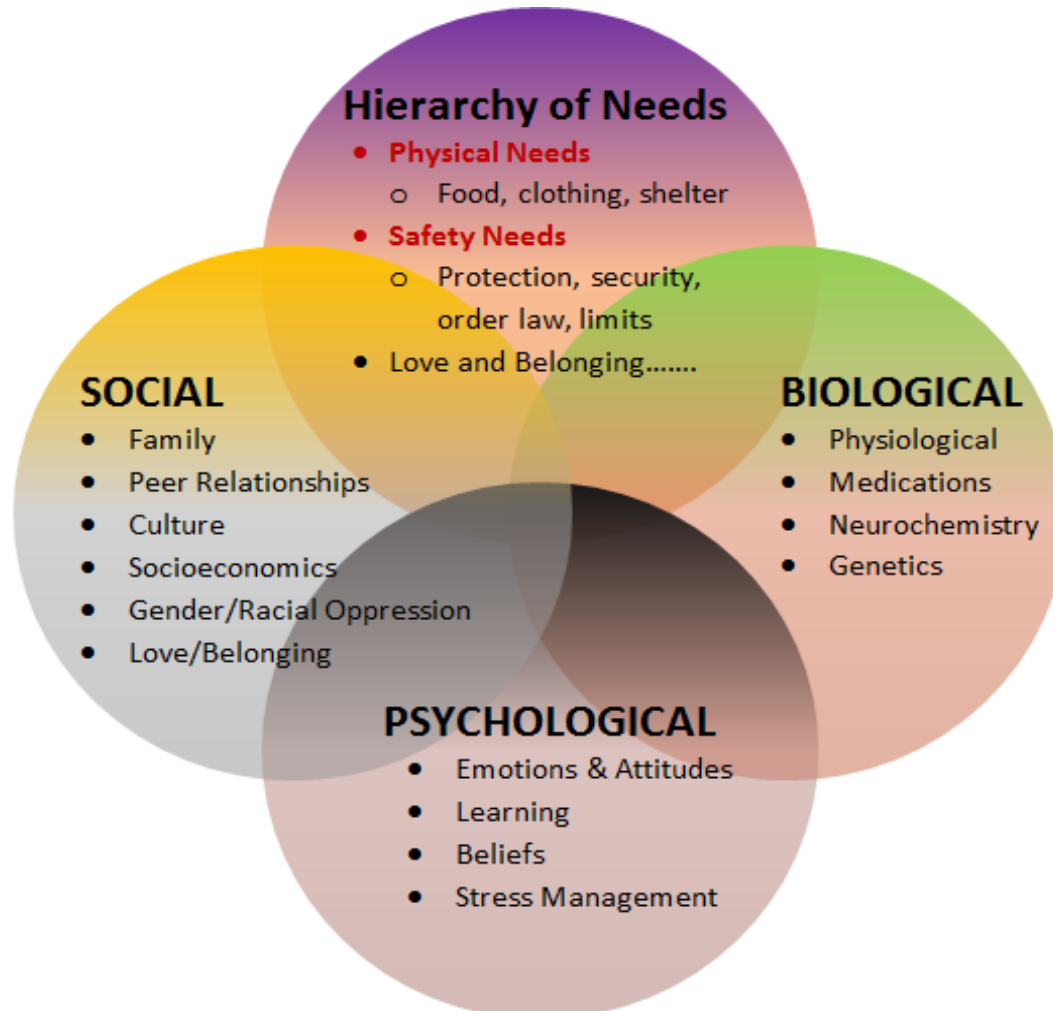 Hierarchy of Needs
• Physical Needs
o Food, clothing, shelter
• Safety Needs
o Protection, security,
order law, limits
• Love and Belonging…….
SOCIAL
• Family
• Peer Relationships
• Culture
• Socioeconomics
• Gender/Racial Oppression
• Love/Belonging
BIOLOGICAL
• Physiological
• Medications
• Neurochemistry
• Genetics
PSYCHOLOGICAL
• Emotions & Attitudes
• Learning
• Beliefs
• Stress Management